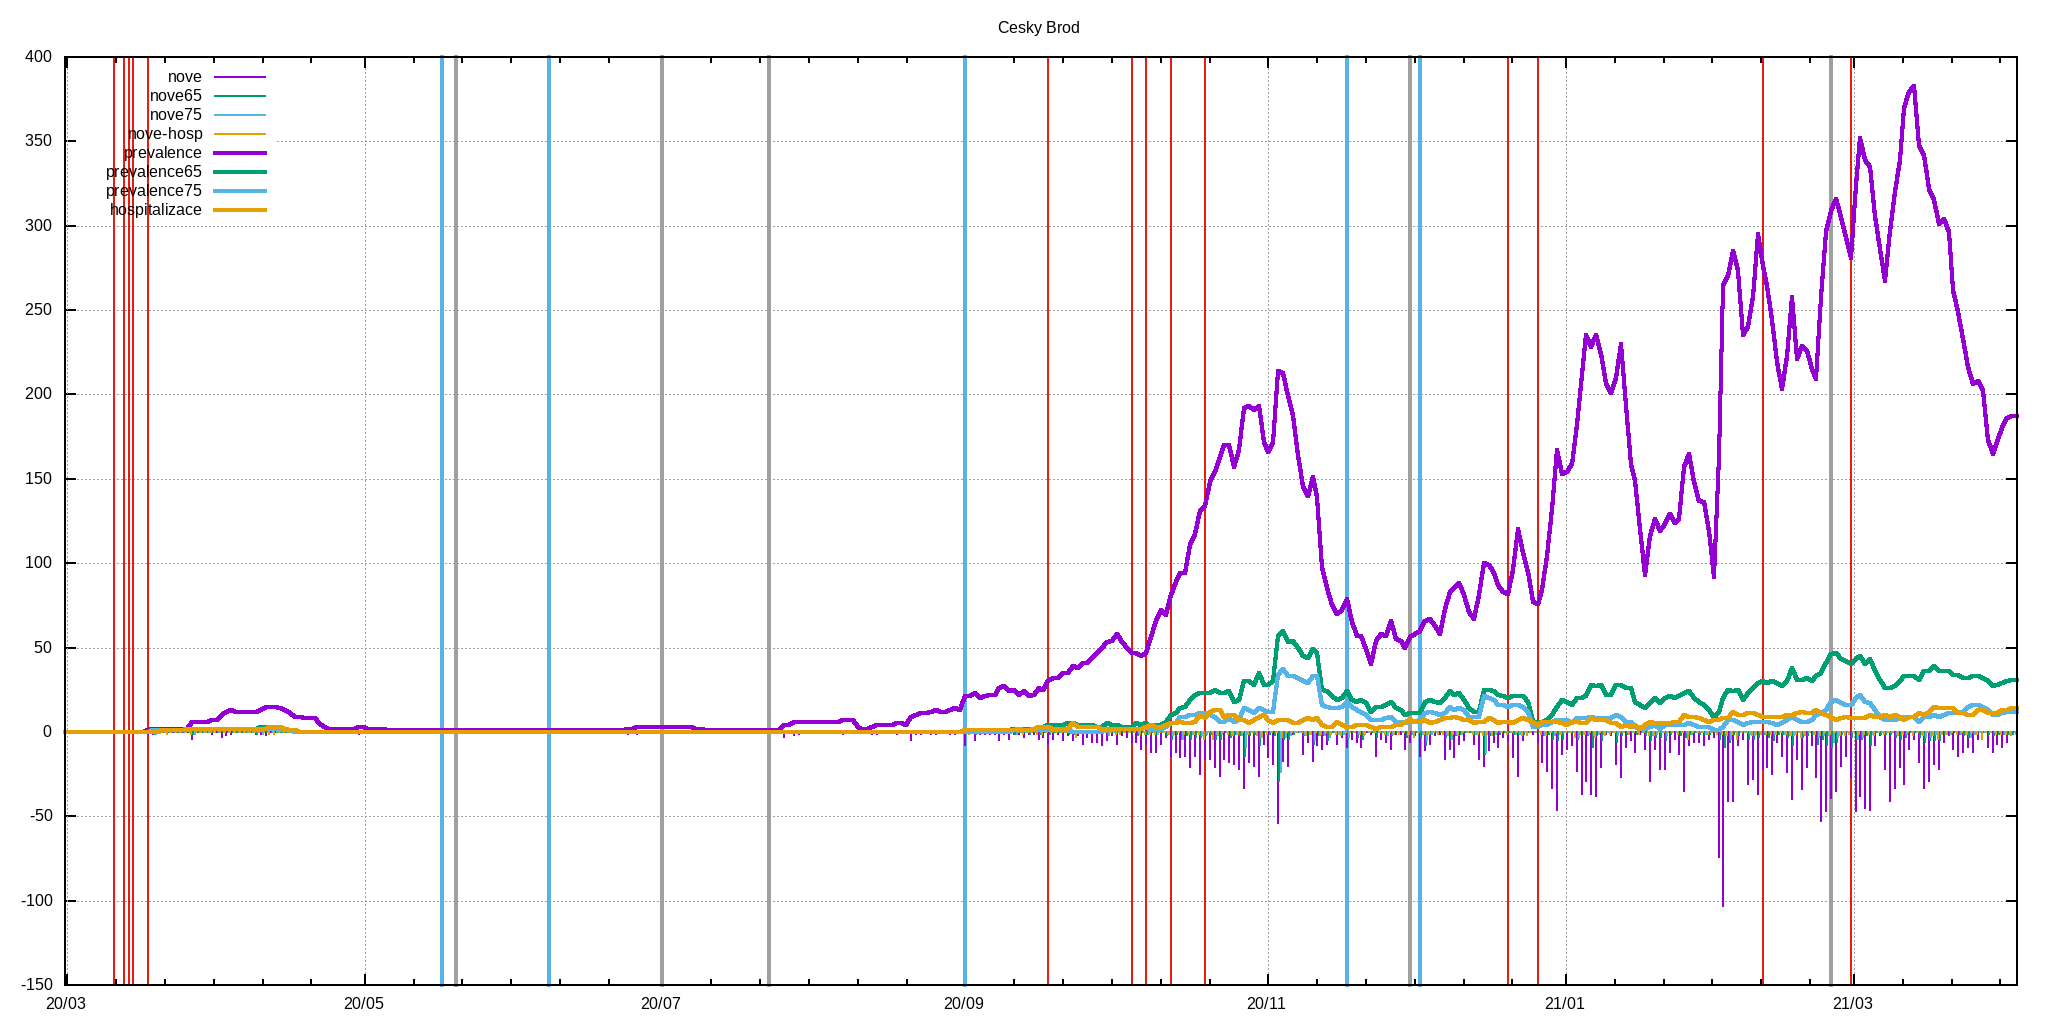 Cesky Brod
400
350
300
250
200
150
100
50
0
-50
-100
-150
nove
nove65
nove75
nove-hosp
prevalence
prevalence65
prevalence75
hospitalizace
20/03 20/05 20/07 20/09 20/11 21/01 21/03